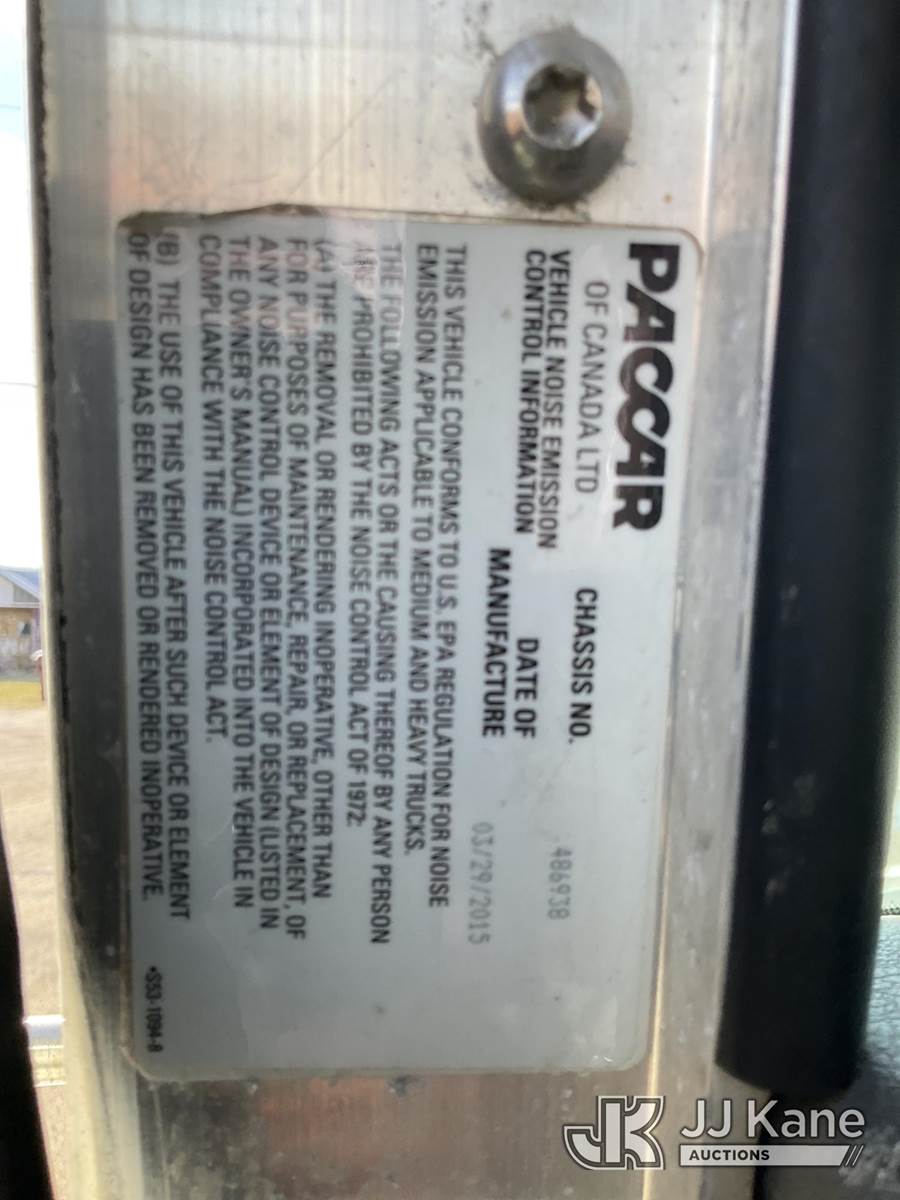 PACCAR
OF CANADA LTD
VEHICLE NOISE EMISSION
CONTROL INFORMATION
CHASSIS NO. 486938
DATE OF
MANUFACTURE 03/29/2015
THIS VEHICLE CONFORMS TO U.S. EPA REGULATION FOR NOISE
EMISSION APPLICABLE TO MEDIUM AND HEAVY TRUCKS.
THE FOLLOWING ACTS OR THE CAUSING THEREOF BY ANY PERSON
ARE PROHIBITED BY THE NOISE CONTROL ACT OF 1972:
(A) THE REMOVAL OR RENDERING INOPERATIVE, OTHER THAN
FOR PURPOSES OF MAINTENANCE, REPAIR, OR REPLACEMENT, OF
ANY NOISE CONTROL DEVICE OR ELEMENT OF DESIGN (LISTED IN
THE OWNER'S MANUAL) INCORPORATED INTO THE VEHICLE IN
COMPLIANCE WITH THE NOISE CONTROL ACT.
(B) THE USE OF THIS VEHICLE AFTER SUCH DEVICE OR ELEMENT
OF DESIGN HAS BEEN REMOVED OR RENDERED INOPERATIVE.
•S53-1094-R
JK JJ Kane
AUCTIONS